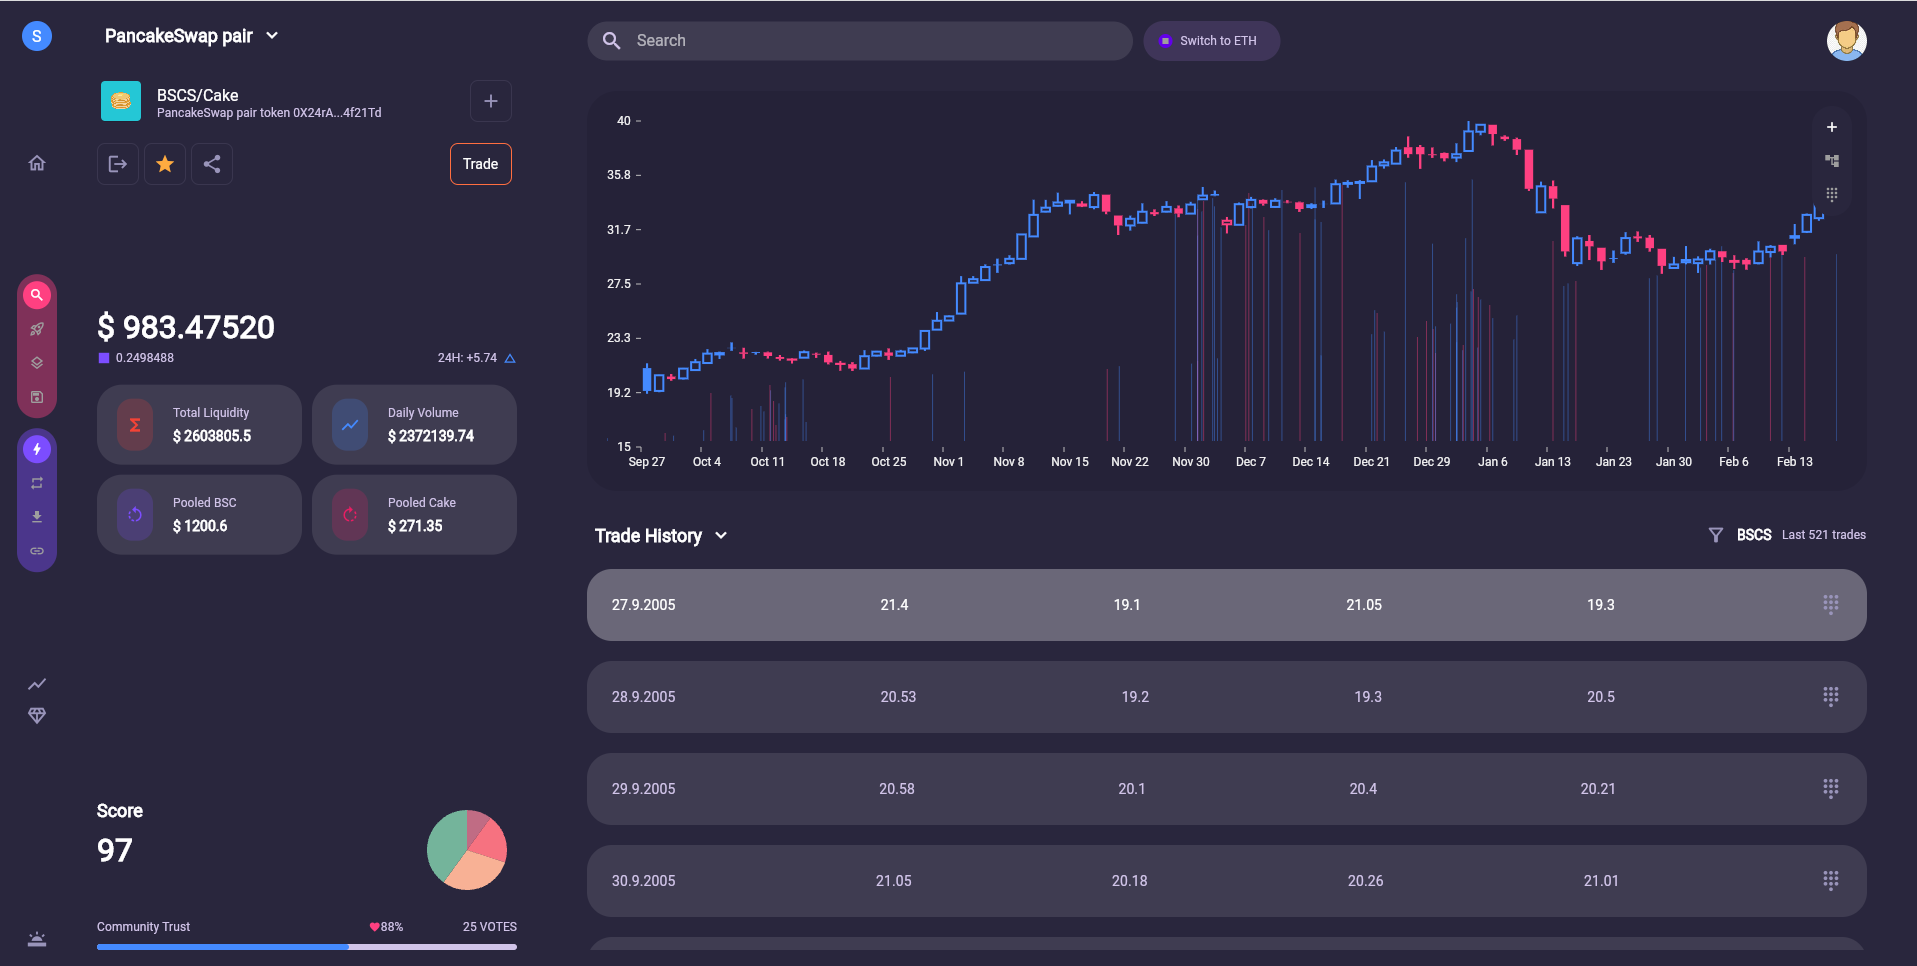 S
PancakeSwap pair
Search
Switch to ETH
BSCS/Cake
PancakeSwap pair token 0X24rA...4f21Td
Trade
$ 983.47520
0.2498488
24H: +5.74
Total Liquidity
$ 2603805.5
Daily Volume
$ 2372139.74
Pooled BSC
$ 1200.6
Pooled Cake
$ 271.35
Score
97
Community Trust
88%
25 VOTES
40
35.8
31.7
27.5
23.3
19.2
15
Sep 27 Oct 4 Oct 11 Oct 18 Oct 25 Nov 1 Nov 8 Nov 15 Nov 22 Nov 30 Dec 7 Dec 14 Dec 21 Dec 29 Jan 6 Jan 13 Jan 23 Jan 30 Feb 6 Feb 13
Trade History
BSCS Last 521 trades
27.9.2005 21.4 19.1 21.05 19.3
28.9.2005 20.53 19.2 19.3 20.5
29.9.2005 20.58 20.1 20.4 20.21
30.9.2005 21.05 20.18 20.26 21.01